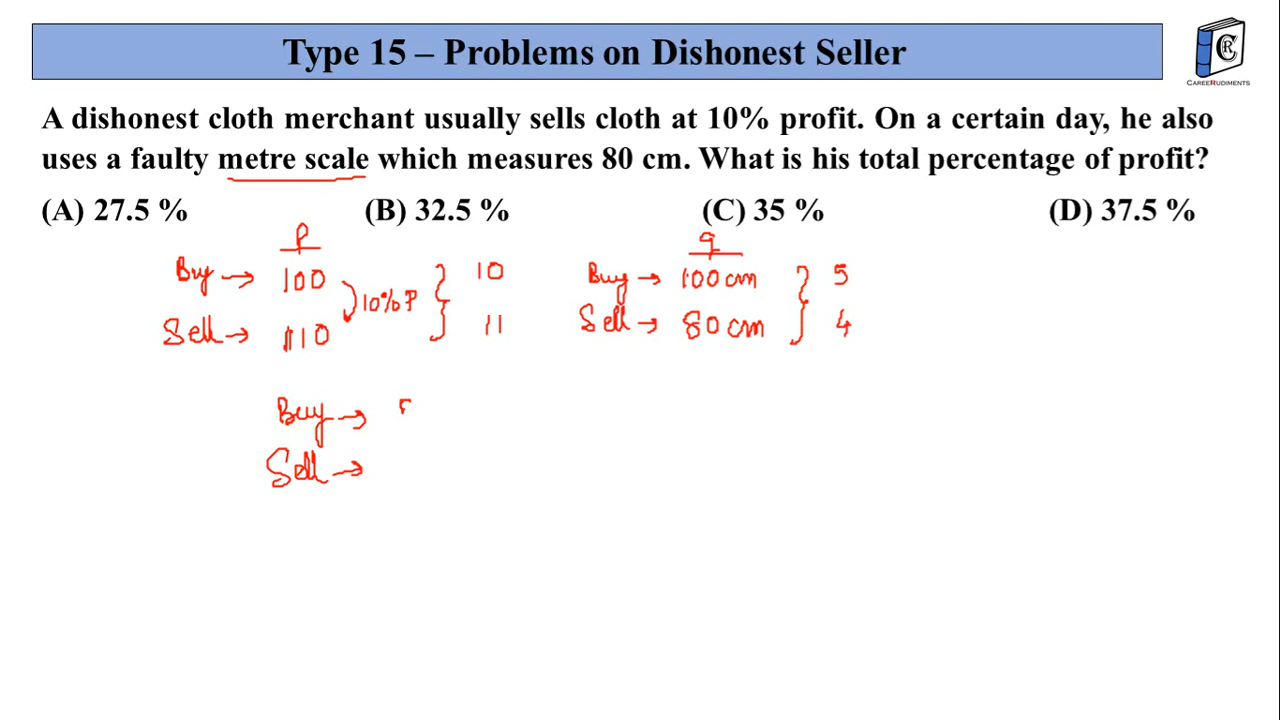 Type 15 – Problems on Dishonest Seller
CR
CAREERUDIMENTS
A dishonest cloth merchant usually sells cloth at 10% profit. On a certain day, he also
uses a faulty metre scale which measures 80 cm. What is his total percentage of profit?
(A) 27.5 % (B) 32.5 % (C) 35 % (D) 37.5 %
P q
Buy → 100 10 Buy → 100 cm 5
10% P
Sell → 110 11 Sell → 80 cm 4
Buy →
Sell →